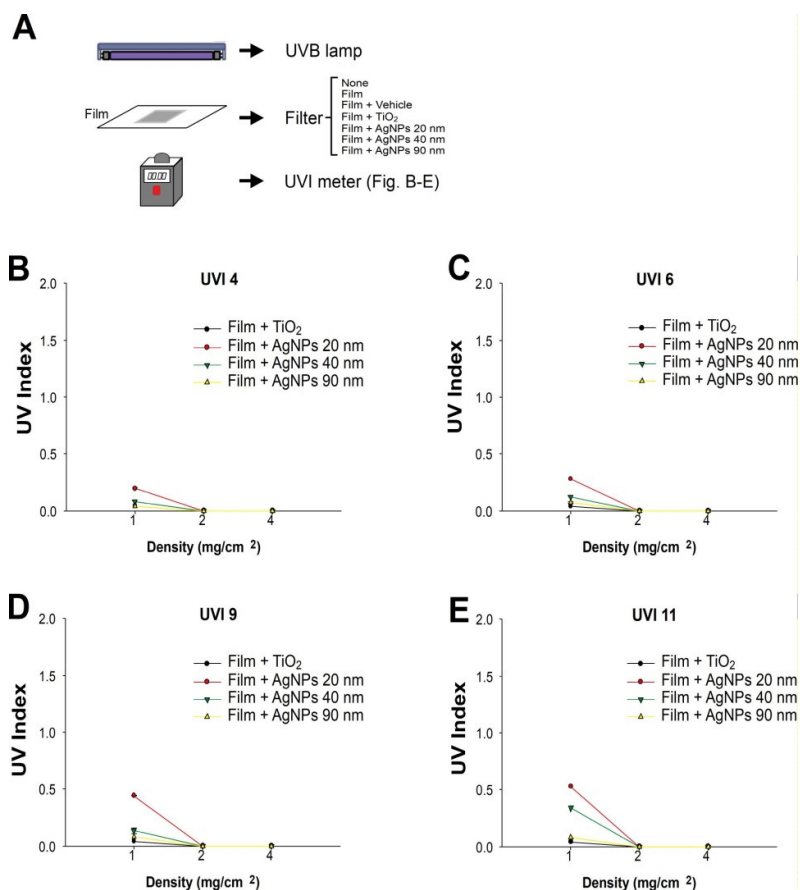 A
UVB lamp
Film
Filter
None
Film
Film + Vehicle
Film + TiO₂
Film + AgNPs 20 nm
Film + AgNPs 40 nm
Film + AgNPs 90 nm
UVI meter (Fig. B-E)
B
UVI 4
2.0
1.5
1.0
0.5
0.0
UV Index
Film + TiO₂
Film + AgNPs 20 nm
Film + AgNPs 40 nm
Film + AgNPs 90 nm
1 2 4
Density (mg/cm ²)
C
UVI 6
2.0
1.5
1.0
0.5
0.0
UV Index
Film + TiO₂
Film + AgNPs 20 nm
Film + AgNPs 40 nm
Film + AgNPs 90 nm
1 2 4
Density (mg/cm ²)
D
UVI 9
2.0
1.5
1.0
0.5
0.0
UV Index
Film + TiO₂
Film + AgNPs 20 nm
Film + AgNPs 40 nm
Film + AgNPs 90 nm
1 2 4
Density (mg/cm ²)
E
UVI 11
2.0
1.5
1.0
0.5
0.0
UV Index
Film + TiO₂
Film + AgNPs 20 nm
Film + AgNPs 40 nm
Film + AgNPs 90 nm
1 2 4
Density (mg/cm ²)